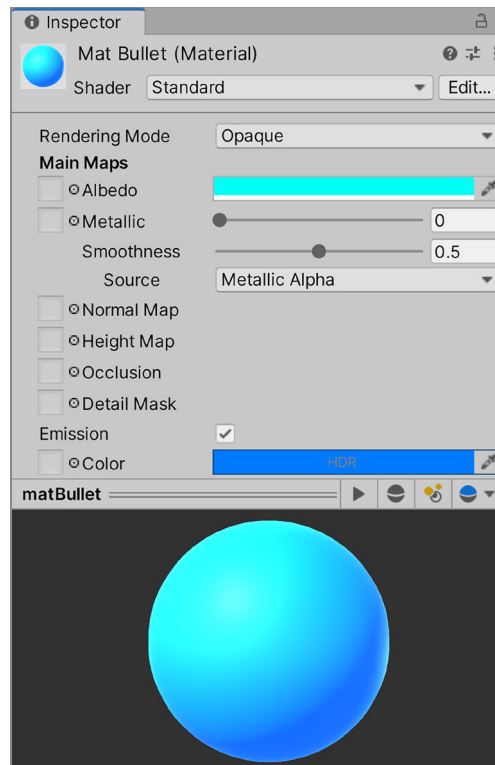 Inspector
Mat Bullet (Material)
Shader Standard Edit...
Rendering Mode Opaque
Main Maps
Albedo
Metallic 0
Smoothness 0.5
Source Metallic Alpha
Normal Map
Height Map
Occlusion
Detail Mask
Emission
Color HDR
matBullet